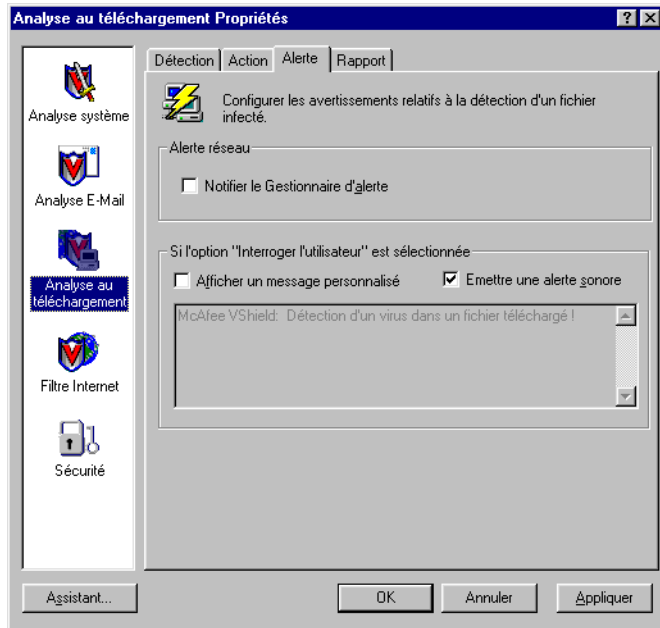 Analyse au téléchargement Propriétés
Analyse système
Analyse E-Mail
Analyse au
téléchargement
Filtre Internet
Sécurité
Détection
Action
Alerte
Rapport
Configurer les avertissements relatifs à la détection d'un fichier
infecté.
Alerte réseau
Notifier le Gestionnaire d'alerte
Si l'option "Interroger l'utilisateur" est sélectionnée
Afficher un message personnalisé
Emettre une alerte sonore
McAfee VShield: Détection d'un virus dans un fichier téléchargé !
Assistant...
OK
Annuler
Appliquer